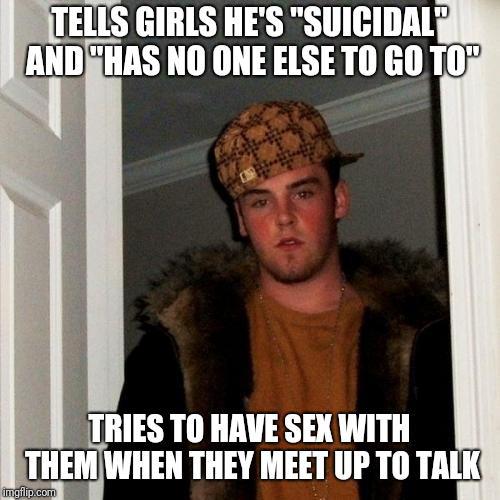 TELLS GIRLS HE'S "SUICIDAL"
AND "HAS NO ONE ELSE TO GO TO"
TRIES TO HAVE SEX WITH
THEM WHEN THEY MEET UP TO TALK
imgflip.com